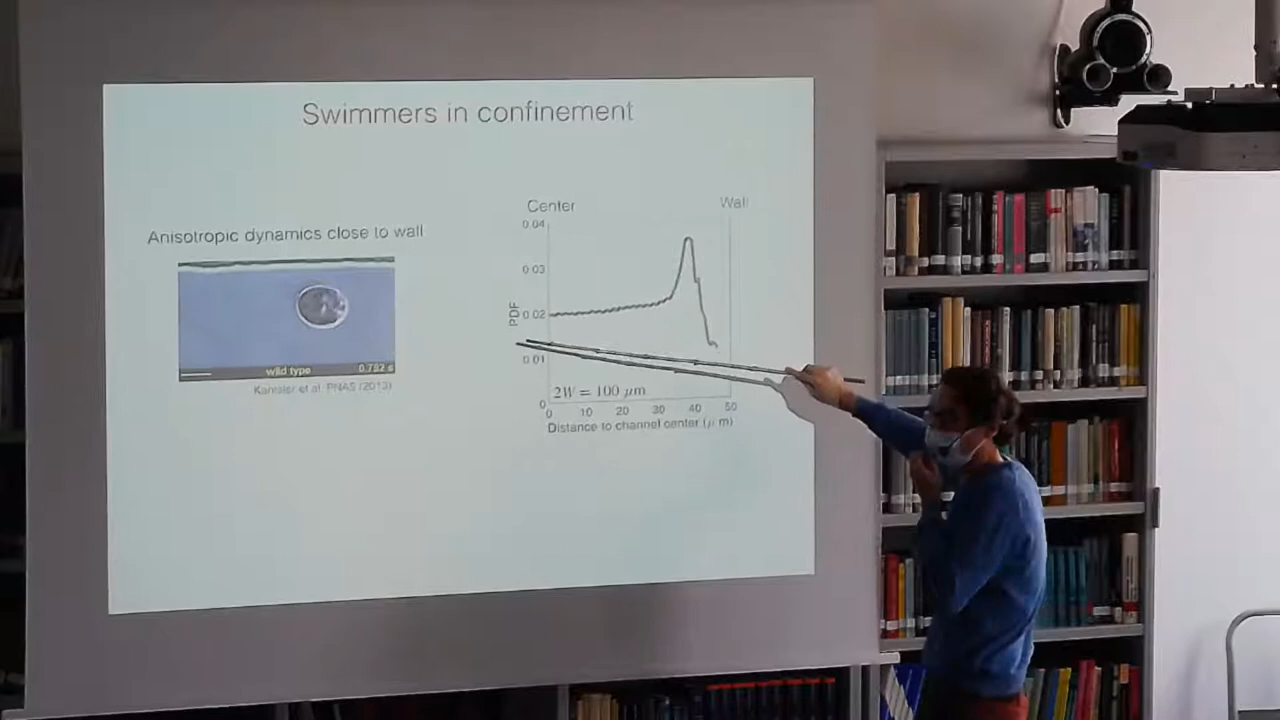 Swimmers in confinement
Anisotropic dynamics close to wall
wild type 0.782 s
Kantsler et al. PNAS (2013)
Center Wall
0.04
0.03
0.02
0.01
0
PDF
2W = 100 μm
0 10 20 30 40 50
Distance to channel center (μ m)